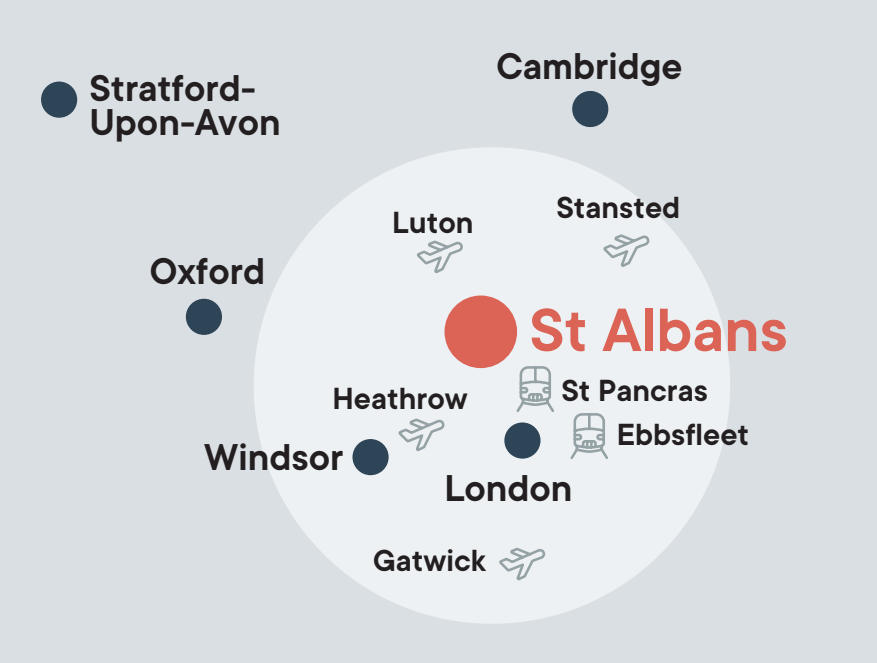 Cambridge
Stratford-
Upon-Avon
Stansted
Luton
Oxford
St Albans
St Pancras
Heathrow
Ebbsfleet
Windsor
London
Gatwick